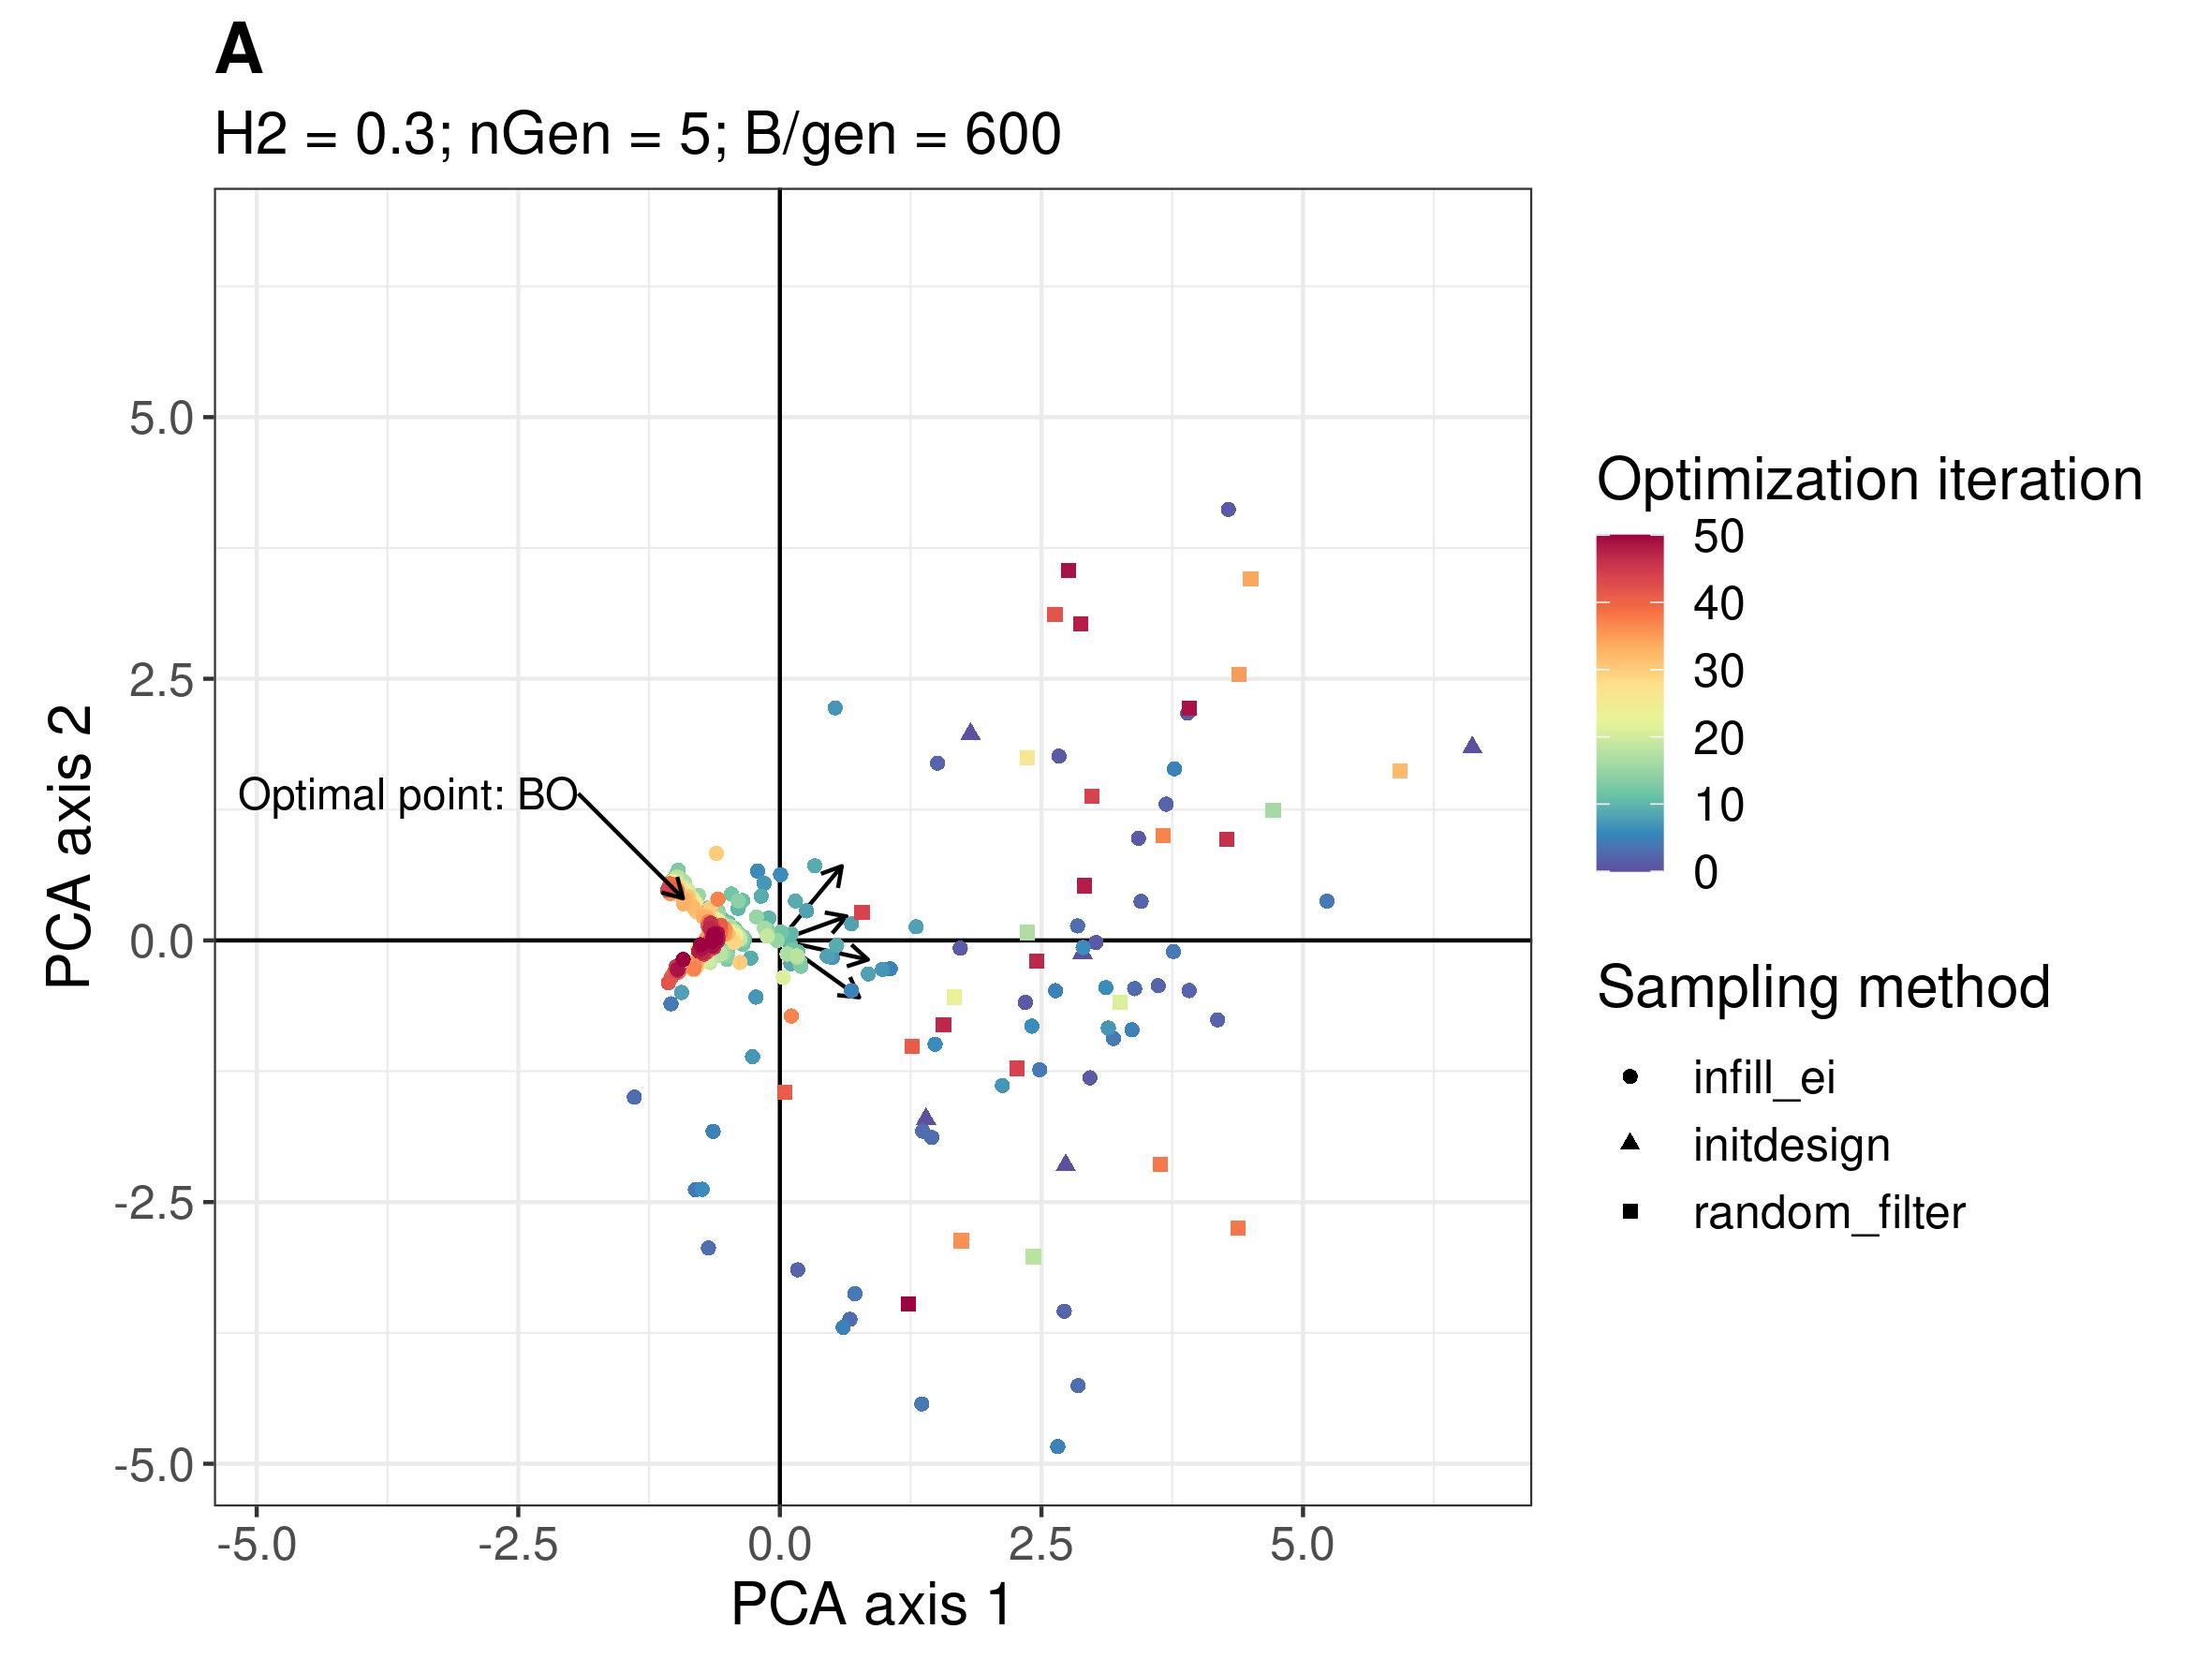 A
H2 = 0.3; nGen = 5; B/gen = 600
PCA axis 2
5.0
2.5
0.0
-2.5
-5.0
Optimal point: BO
-5.0
-2.5
0.0
2.5
5.0
PCA axis 1
Optimization iteration
50
40
30
20
10
0
Sampling method
infill_ei
initdesign
random_filter